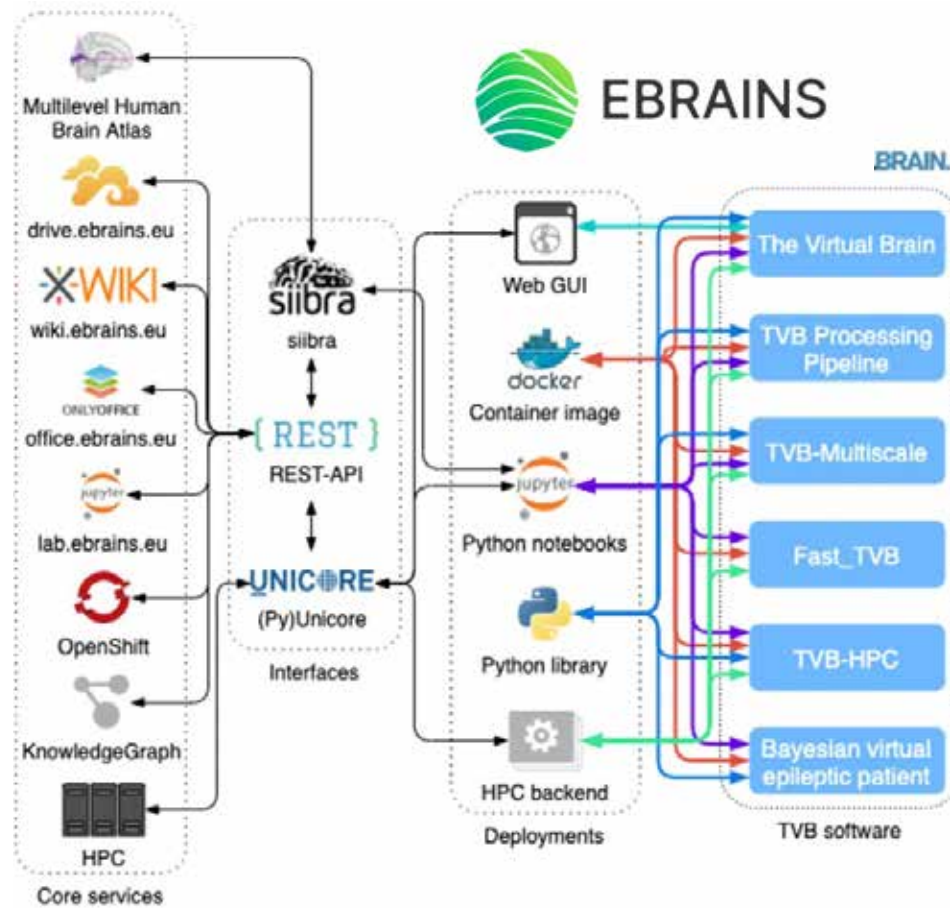 Multilevel Human
Brain Atlas
drive.ebrains.eu
X-WIKI
wiki.ebrains.eu
ONLYOFFICE
office.ebrains.eu
jupyter
lab.ebrains.eu
OpenShift
KnowledgeGraph
HPC
Core services
siibra
siibra
{ REST }
REST-API
UNICORE
(Py)Unicore
Interfaces
EBRAINS
Web GUI
docker
Container image
jupyter
Python notebooks
Python library
HPC backend
Deployments
.BRAIN.
The Virtual Brain
TVB Processing
Pipeline
TVB-Multiscale
Fast_TVB
TVB-HPC
Bayesian virtual
epileptic patient
TVB software